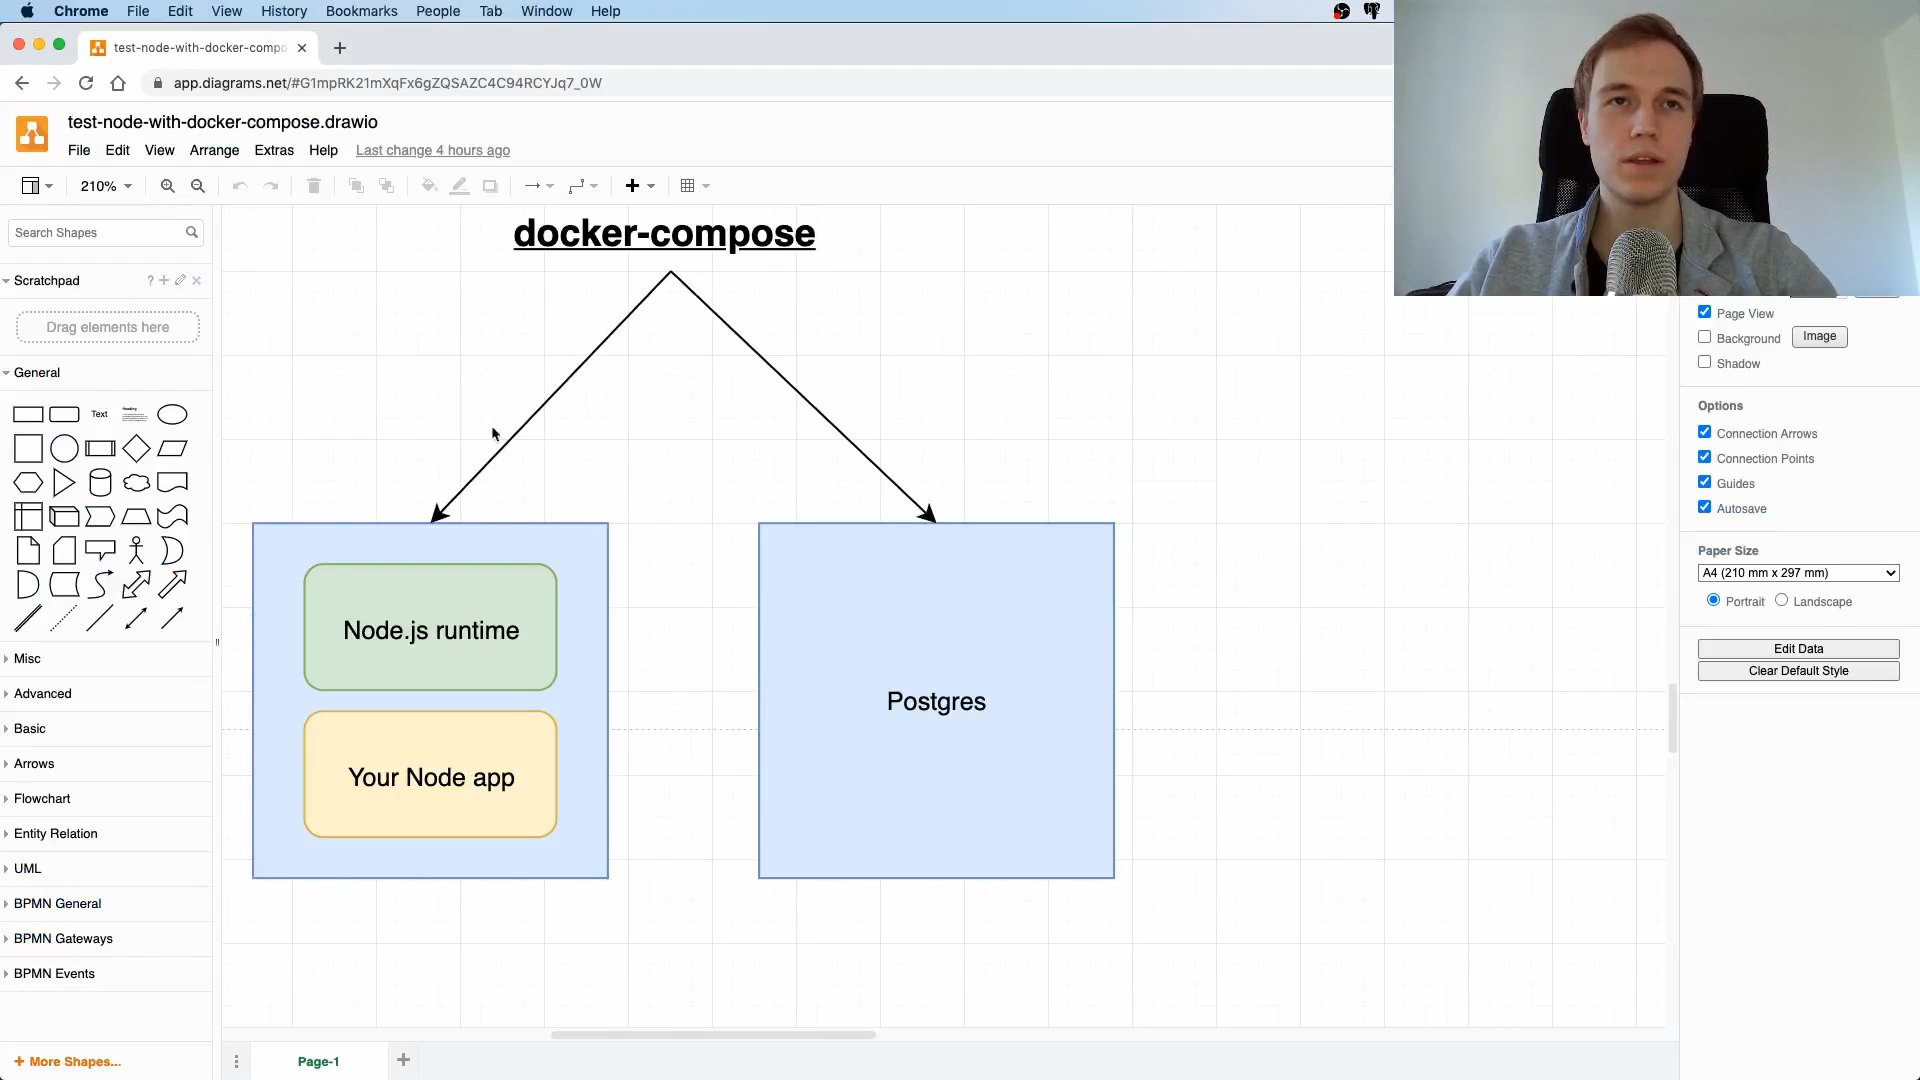 Chrome File Edit View History Bookmarks People Tab Window Help
test-node-with-docker-compo
app.diagrams.net/#G1mpRK21mXqFx6gZQSAZC4C94RCYJq7_0W
test-node-with-docker-compose.drawio
File Edit View Arrange Extras Help Last change 4 hours ago
210%
Search Shapes
Scratchpad
?
Drag elements here
General
Text
Heading
Misc
Advanced
Basic
Arrows
Flowchart
Entity Relation
UML
BPMN General
BPMN Gateways
BPMN Events
+ More Shapes...
docker-compose
Node.js runtime
Your Node app
Postgres
Page-1
Page View
Background Image
Shadow
Options
Connection Arrows
Connection Points
Guides
Autosave
Paper Size
A4 (210 mm x 297 mm)
Portrait Landscape
Edit Data
Clear Default Style